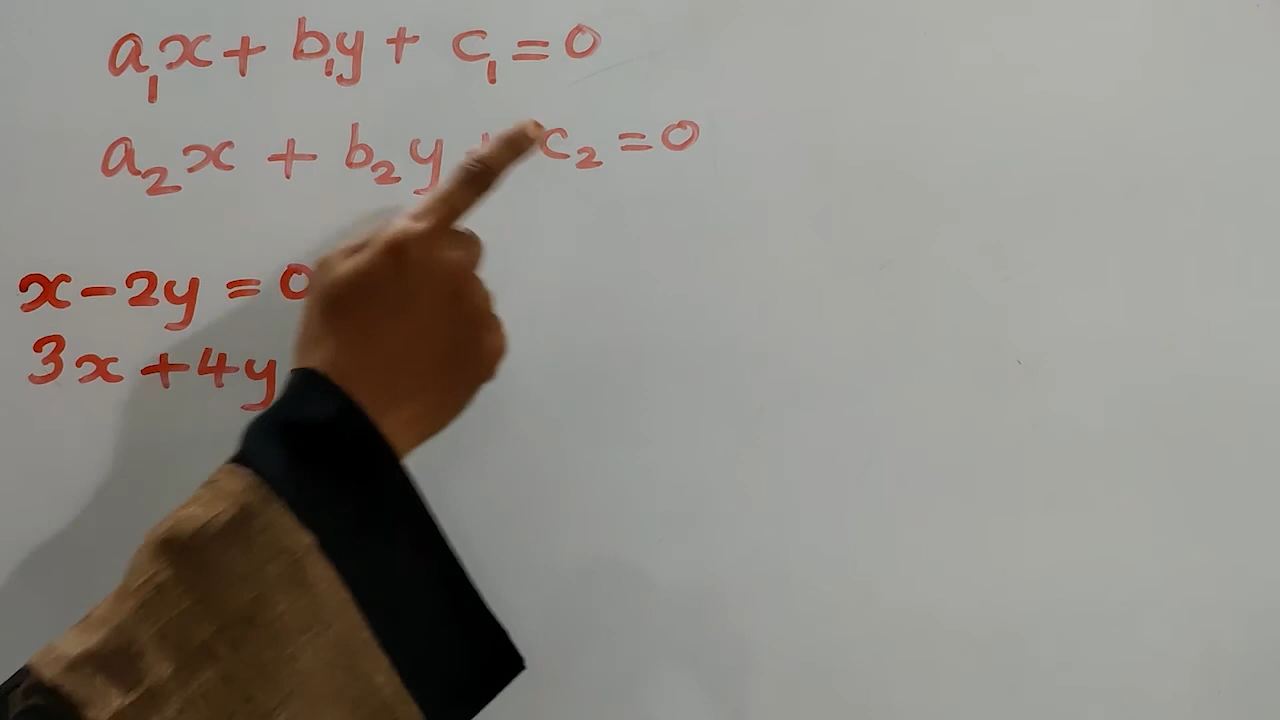 a₁x + b₁y + c₁ = 0
a₂x + b₂y + c₂ = 0
x - 2y = 0
3x + 4y